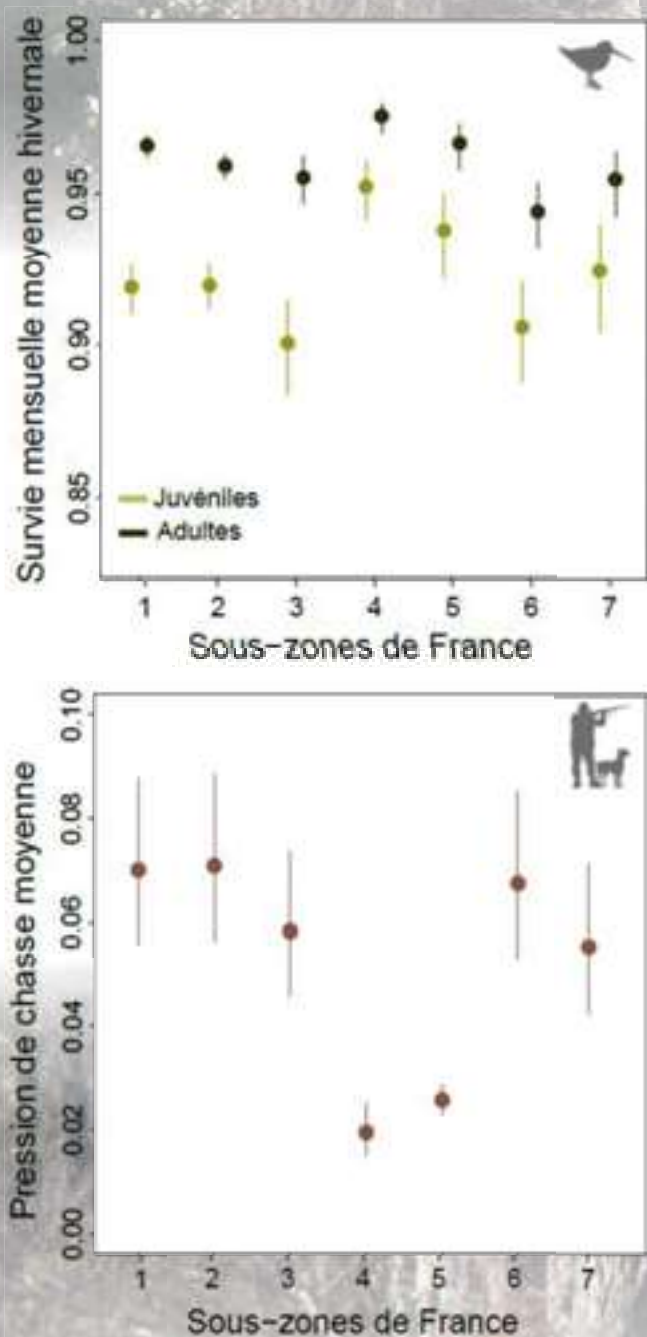 Survie mensuelle moyenne hivernale
1.00
0.95
0.90
0.85
Juvéniles
Adultes
1 2 3 4 5 6 7
Sous-zones de France
Pression de chasse moyenne
0.10
0.08
0.06
0.04
0.02
0.00
1 2 3 4 5 6 7
Sous-zones de France